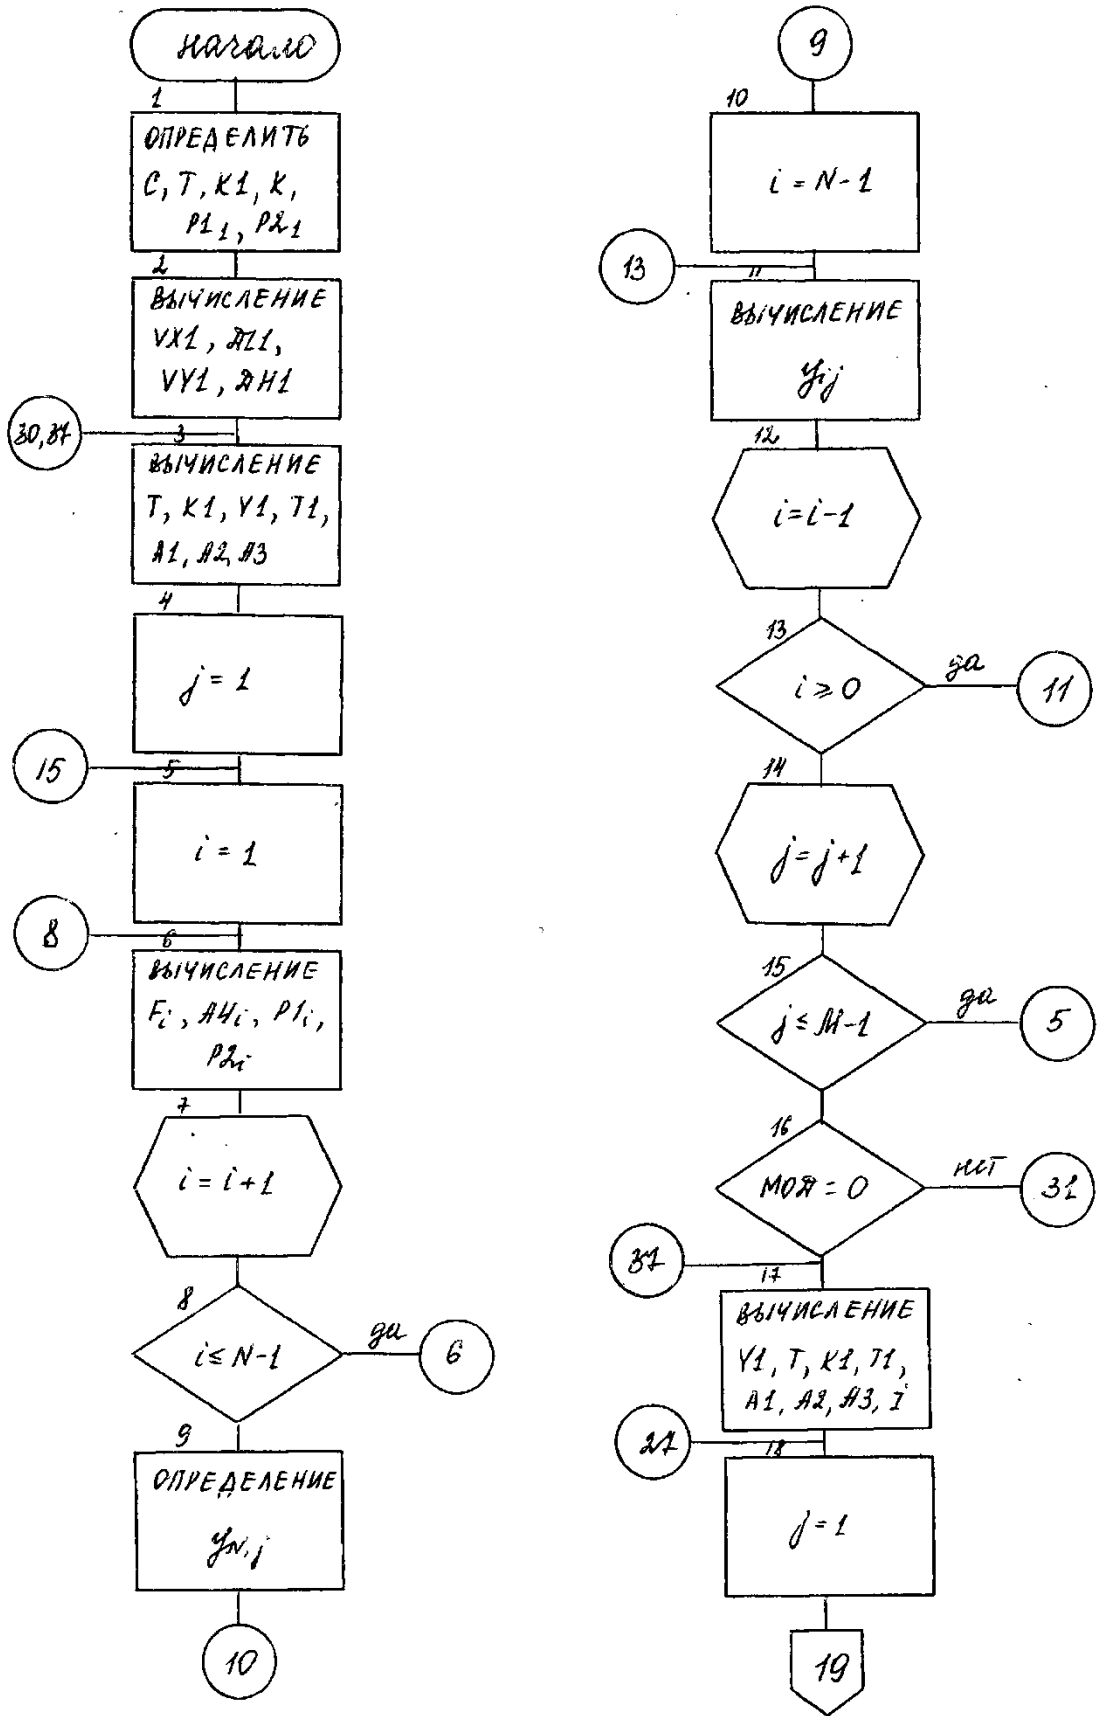 начало
1
ОПРЕДЕЛИТЬ
C, T, K1, K,
P1₁, P2₁
2
ВЫЧИСЛЕНИЕ
VX1, ДL1,
VY1, ДH1
30,37
3
ВЫЧИСЛЕНИЕ
T, K1, Y1, T1,
A1, A2, A3
4
j = 1
15
5
i = 1
8
6
ВЫЧИСЛЕНИЕ
Fᵢ, A4ᵢ, P1ᵢ,
P2ᵢ
7
i = i+1
8
i ≤ N-1
да
6
9
ОПРЕДЕЛЕНИЕ
yN,j
10
9
10
i = N-1
13
11
ВЫЧИСЛЕНИЕ
yij
12
i = i-1
13
i ≥ 0
да
11
14
j = j+1
15
j ≤ M-1
да
5
16
МОД = 0
нет
31
37
17
ВЫЧИСЛЕНИЕ
Y1, T, K1, T1,
A1, A2, A3, I
27
18
j = 1
19